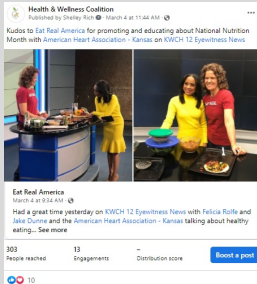 Health & Wellness Coalition
Published by Shelley Rich · March 4 at 11:44 AM ·
Kudos to Eat Real America for promoting and educating about National Nutrition
Month with American Heart Association - Kansas on KWCH 12 Eyewitness News
Eat Real America
March 4 at 9:34 AM ·
Had a great time yesterday on KWCH 12 Eyewitness News with Felicia Rolfe and
Jake Dunne and the American Heart Association - Kansas talking about healthy
eating... See more
303
People reached
13
Engagements
–
Distribution score
Boost a post
10